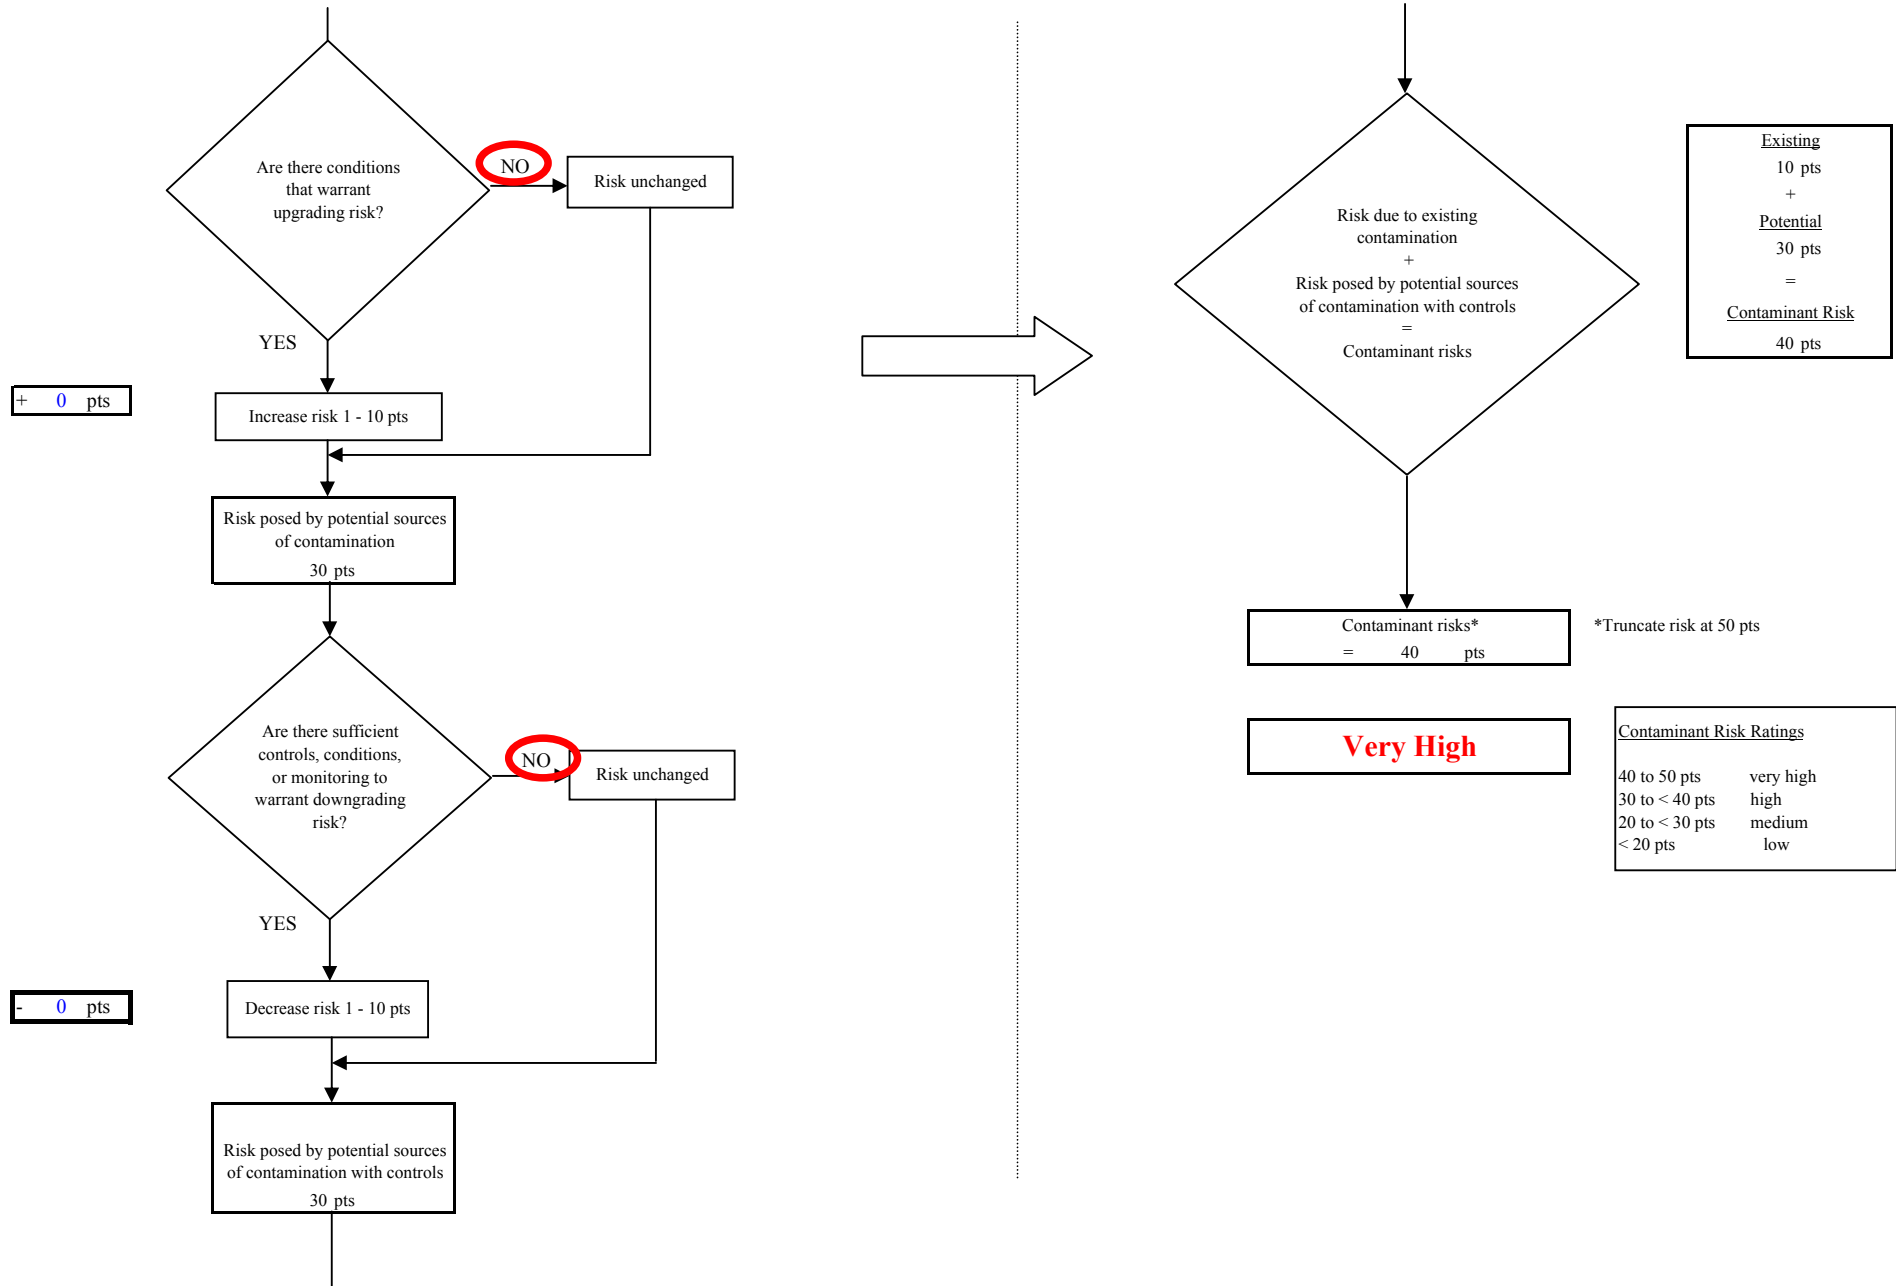 Are there conditions
that warrant
upgrading risk?
NO
Risk unchanged
YES
+ 0 pts
Increase risk 1 - 10 pts
Risk posed by potential sources
of contamination
30 pts
Are there sufficient
controls, conditions,
or monitoring to
warrant downgrading
risk?
NO
Risk unchanged
YES
- 0 pts
Decrease risk 1 - 10 pts
Risk posed by potential sources
of contamination with controls
30 pts
Risk due to existing
contamination
+
Risk posed by potential sources
of contamination with controls
=
Contaminant risks
Existing
10 pts
+
Potential
30 pts
=
Contaminant Risk
40 pts
Contaminant risks*
= 40 pts
*Truncate risk at 50 pts
Very High
Contaminant Risk Ratings
40 to 50 pts very high
30 to < 40 pts high
20 to < 30 pts medium
< 20 pts low